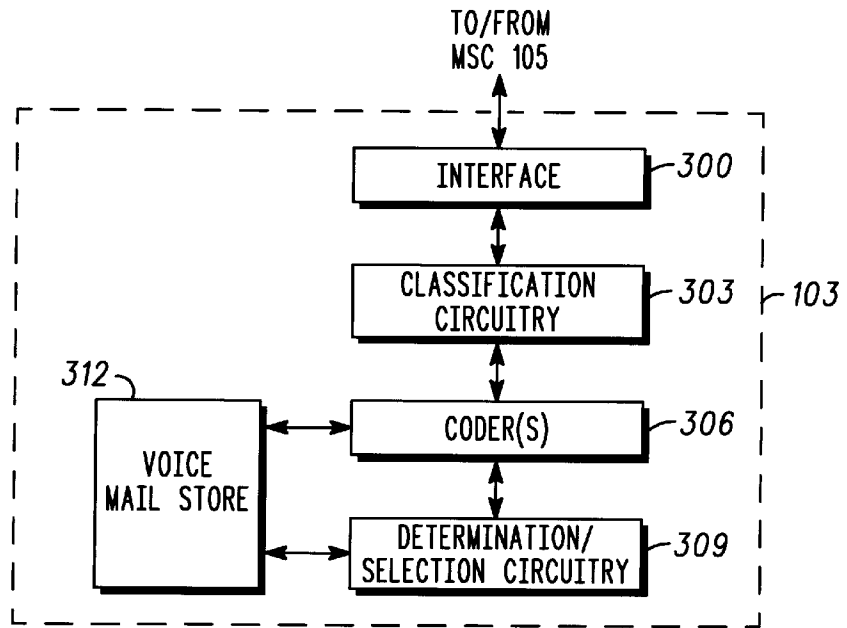 TO/FROM
MSC 105
INTERFACE
300
CLASSIFICATION
CIRCUITRY
303
103
312
VOICE
MAIL STORE
CODER(S)
306
DETERMINATION/
SELECTION CIRCUITRY
309